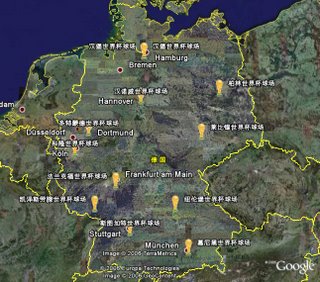 汉堡世界杯球场
汉堡世界杯球场
Hamburg
Bremen
柏林世界杯球场
汉诺威世界杯球场
Hannover
dam
多特蒙德世界杯球场
莱比锡世界杯球场
Düsseldorf
Dortmund
科隆世界杯球场
Köln
德国
法兰克福世界杯球场
Frankfurt am Main
凯泽斯劳滕世界杯球场
纽伦堡世界杯球场
斯图加特世界杯球场
Stuttgart
München
慕尼黑世界杯球场
Image © 2006 TerraMetrics
© 2006 Europa Technologies
Image © 2006 GeoContent
Google